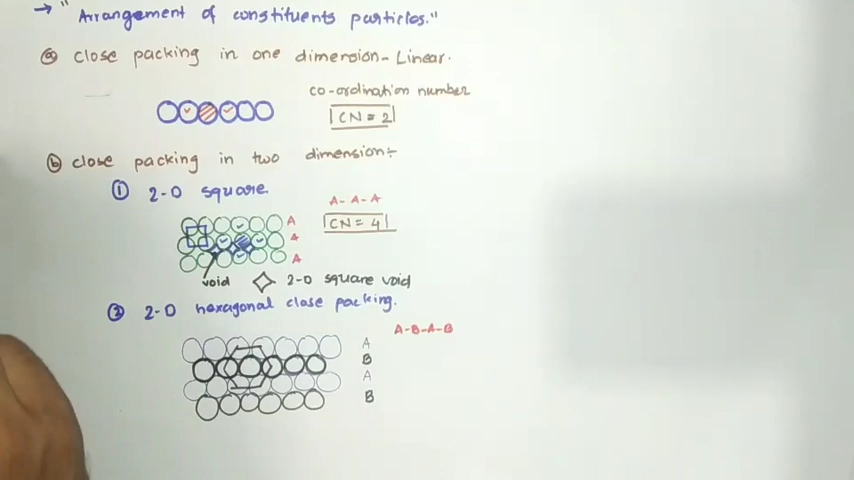 → "Arrangement of constituents particles."
ⓐ close packing in one dimension - Linear.
co-ordination number
CN = 2
ⓑ close packing in two dimension:-
① 2-D square.
A-A-A
CN = 4
A
A
A
void
2-D square void
② 2-D hexagonal close packing.
A-B-A-B
A
B
A
B